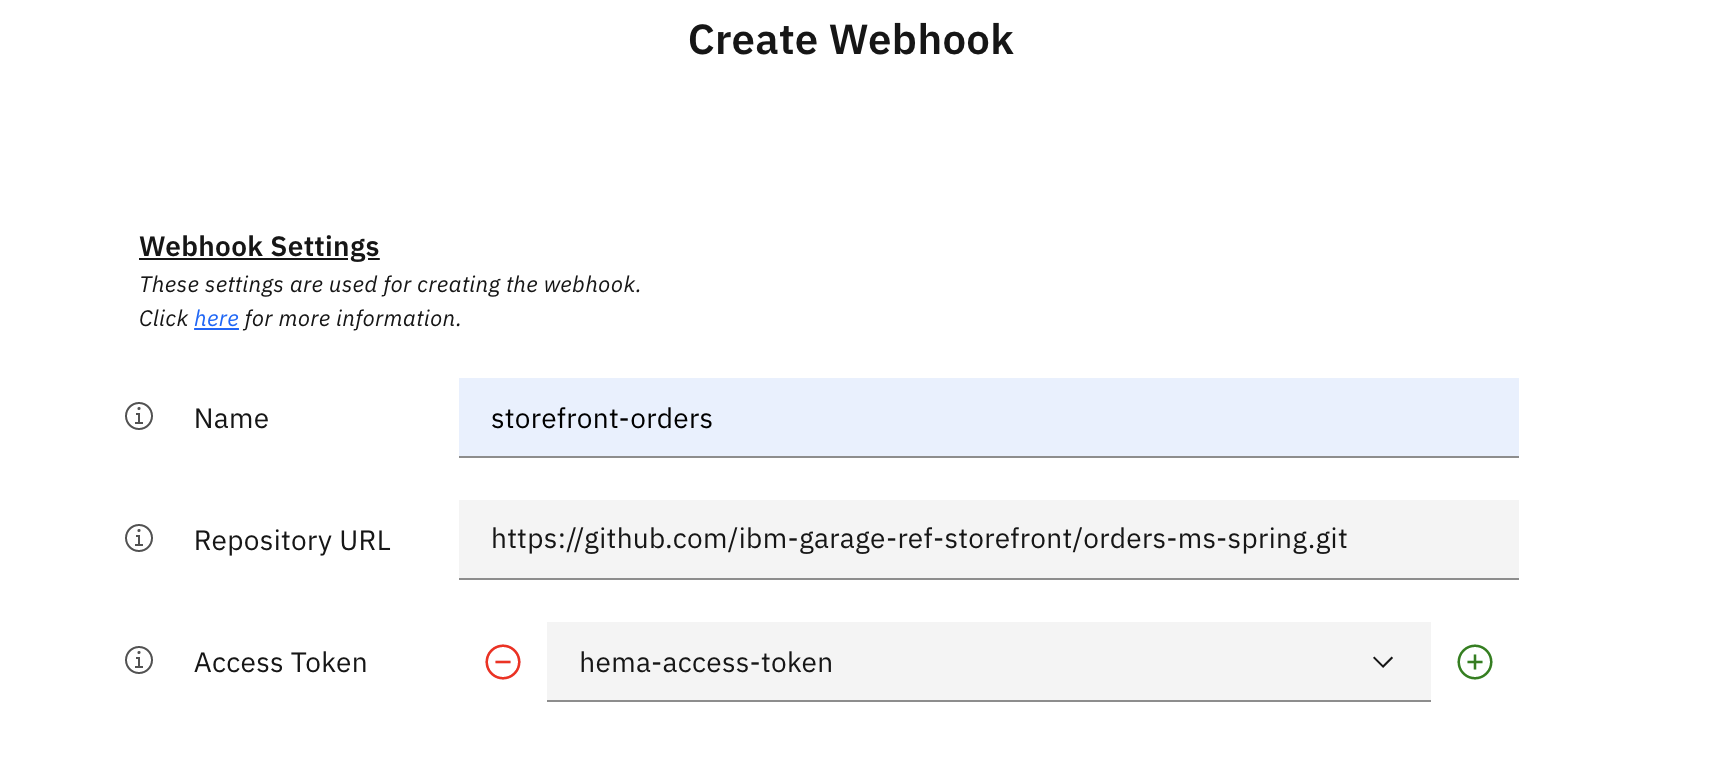 Create Webhook
Webhook Settings
These settings are used for creating the webhook.
Click here for more information.
Name
storefront-orders
Repository URL
https://github.com/ibm-garage-ref-storefront/orders-ms-spring.git
Access Token
hema-access-token